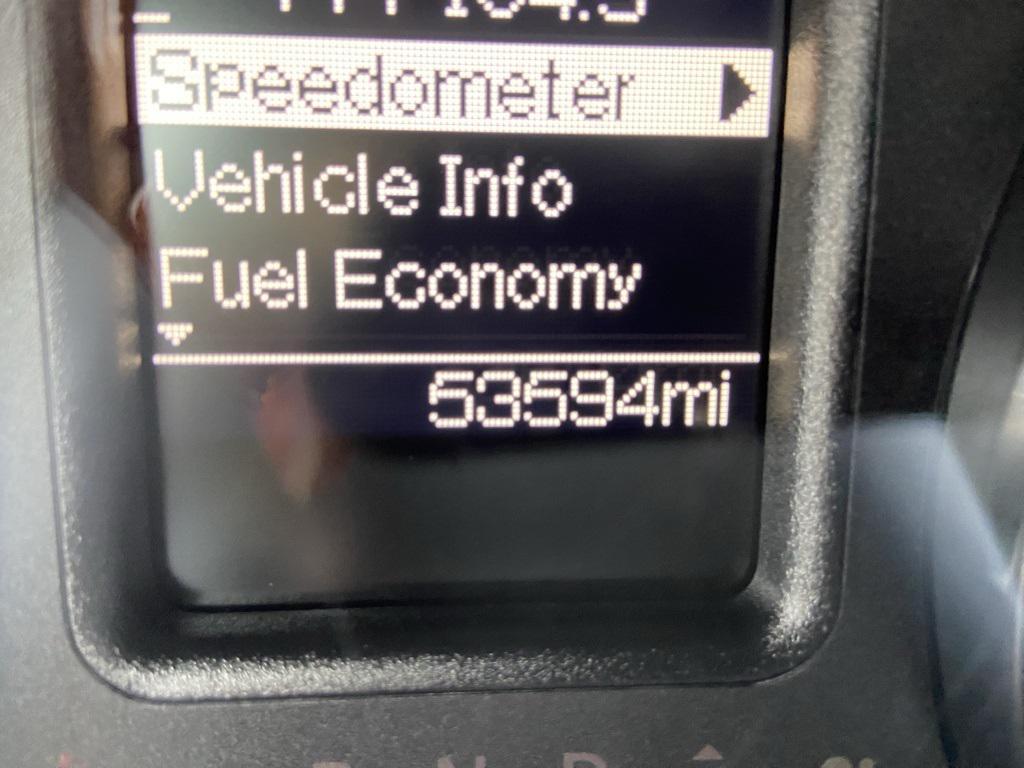 Speedometer
Vehicle Info
Fuel Economy
53594mi